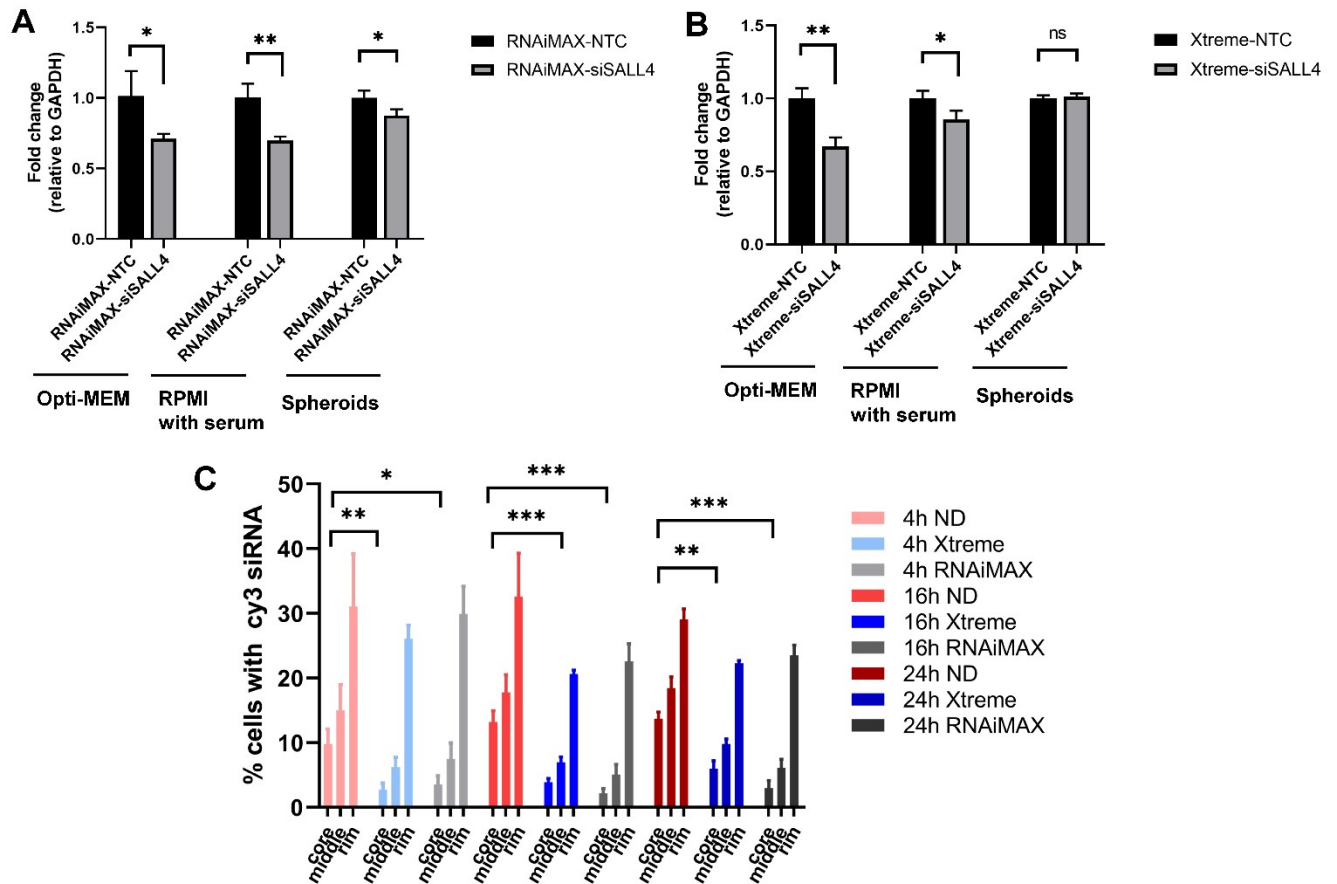 A
1.5
1.0
0.5
0.0
Fold change
(relative to GAPDH)
*
**
*
RNAiMAX-NTC
RNAiMAX-siSALL4
RNAiMAX-NTC
RNAiMAX-siSALL4
RNAiMAX-NTC
RNAiMAX-siSALL4
RNAiMAX-NTC
RNAiMAX-siSALL4
Opti-MEM
RPMI
with serum
Spheroids
B
1.5
1.0
0.5
0.0
Fold change
(relative to GAPDH)
**
*
ns
Xtreme-NTC
Xtreme-siSALL4
Xtreme-NTC
Xtreme-siSALL4
Xtreme-NTC
Xtreme-siSALL4
Xtreme-NTC
Xtreme-siSALL4
Opti-MEM
RPMI
with serum
Spheroids
C
50
40
30
20
10
0
% cells with cy3 siRNA
*
**
***
***
***
**
core
middle
rim
core
middle
rim
core
middle
rim
core
middle
rim
core
middle
rim
core
middle
rim
core
middle
rim
core
middle
rim
core
middle
rim
4h ND
4h Xtreme
4h RNAiMAX
16h ND
16h Xtreme
16h RNAiMAX
24h ND
24h Xtreme
24h RNAiMAX